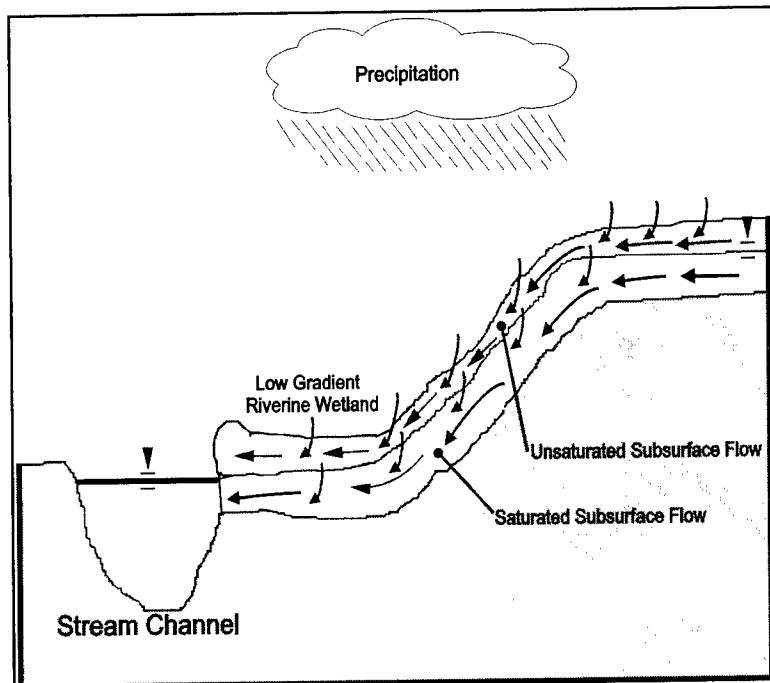 Precipitation
Low Gradient
Riverine Wetland
Unsaturated Subsurface Flow
Saturated Subsurface Flow
Stream Channel